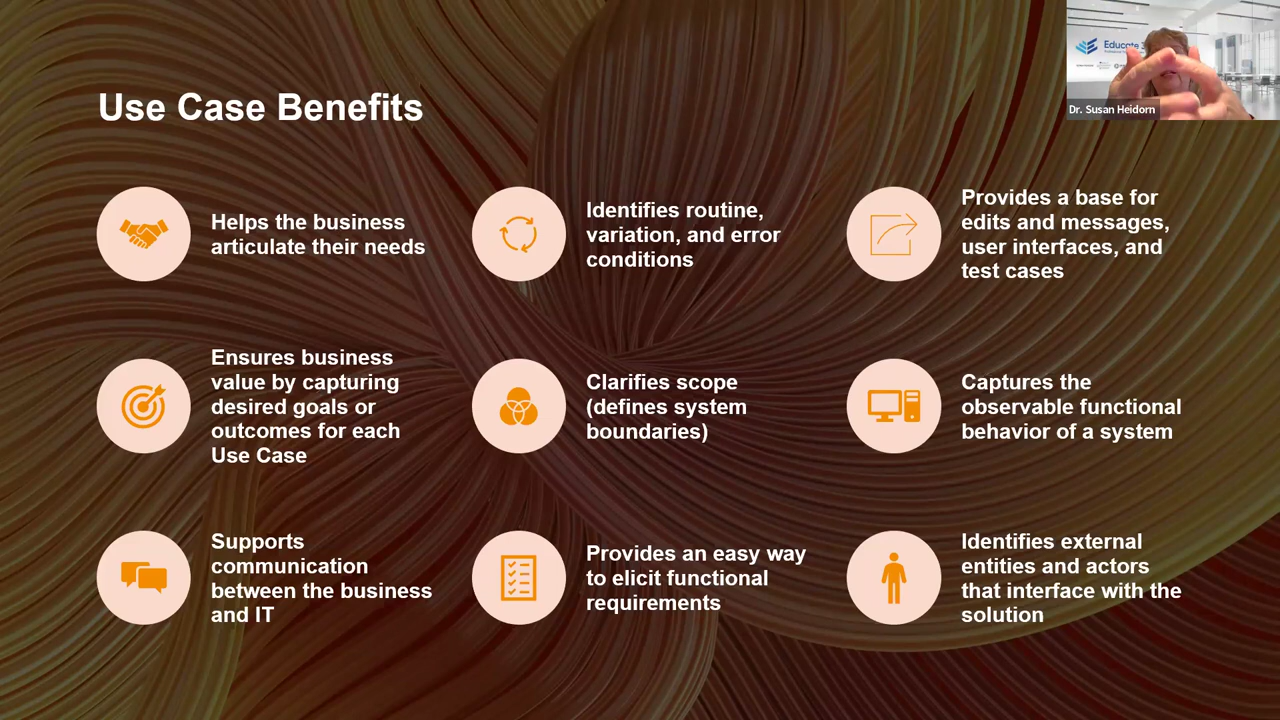 Educate
Dr. Susan Heidorn
Use Case Benefits
Helps the business
articulate their needs
Identifies routine,
variation, and error
conditions
Provides a base for
edits and messages,
user interfaces, and
test cases
Ensures business
value by capturing
desired goals or
outcomes for each
Use Case
Clarifies scope
(defines system
boundaries)
Captures the
observable functional
behavior of a system
Supports
communication
between the business
and IT
Provides an easy way
to elicit functional
requirements
Identifies external
entities and actors
that interface with the
solution